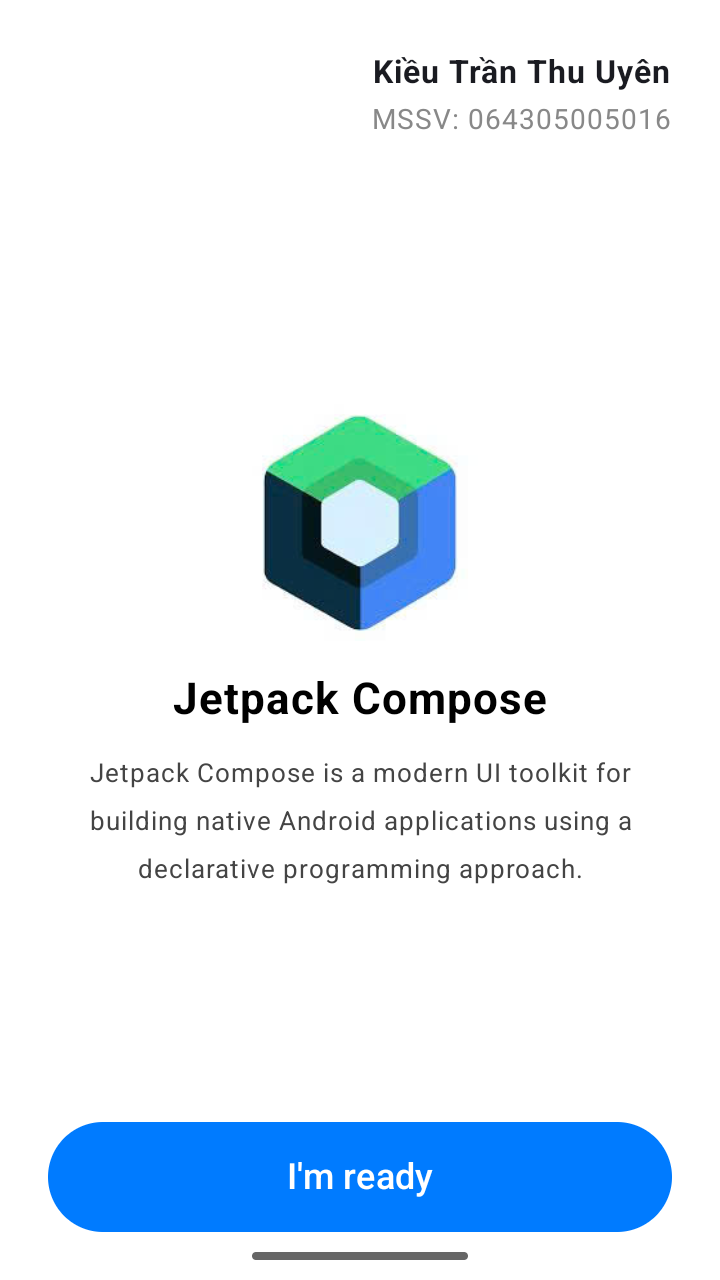 Kiều Trần Thu Uyên
MSSV: 064305005016
Jetpack Compose
Jetpack Compose is a modern UI toolkit for
building native Android applications using a
declarative programming approach.
I'm ready